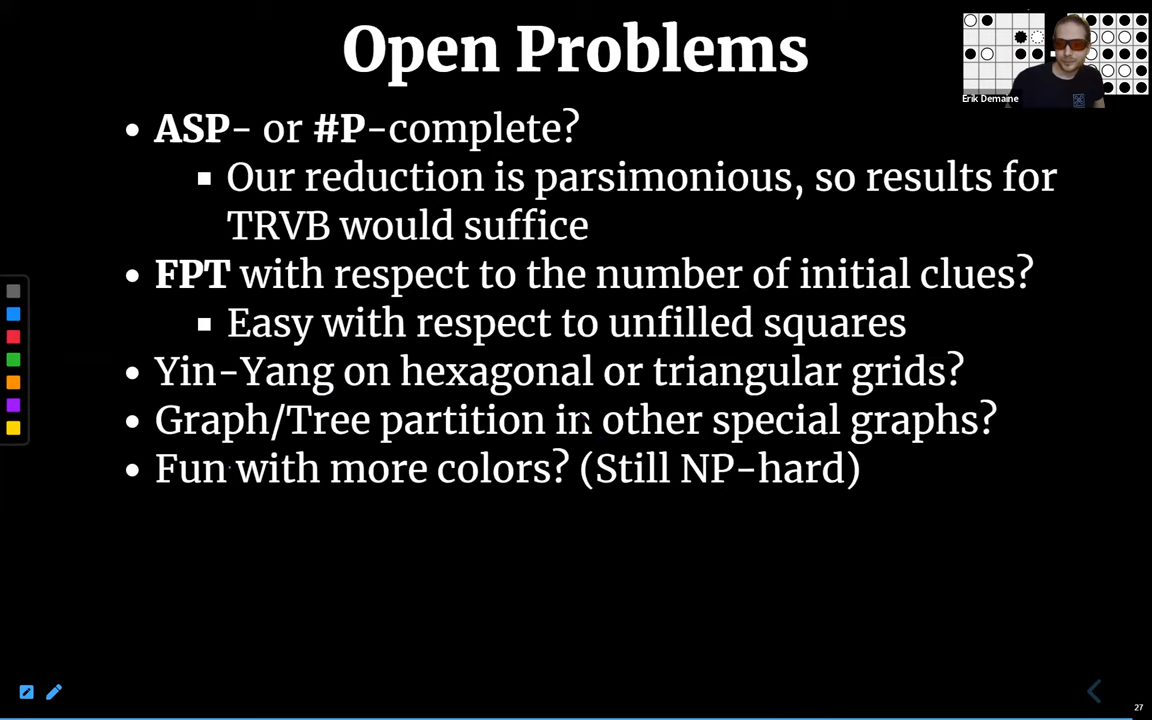 Open Problems
Erik Demaine
• ASP- or #P-complete?
▪ Our reduction is parsimonious, so results for
TRVB would suffice
• FPT with respect to the number of initial clues?
▪ Easy with respect to unfilled squares
• Yin-Yang on hexagonal or triangular grids?
• Graph/Tree partition in other special graphs?
• Fun with more colors? (Still NP-hard)
27